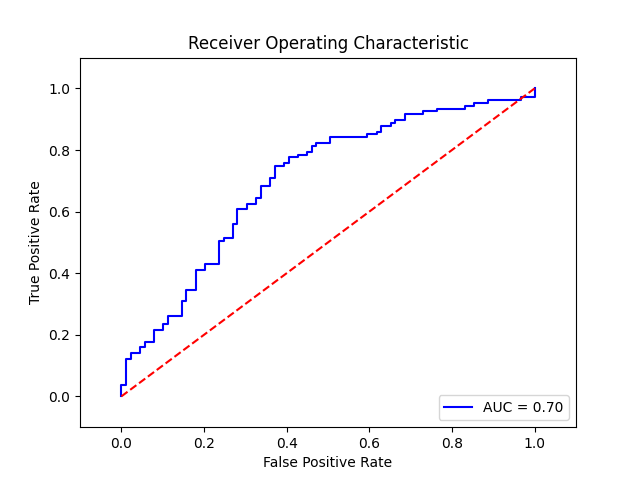 Receiver Operating Characteristic
True Positive Rate
1.0
0.8
0.6
0.4
0.2
0.0
0.0 0.2 0.4 0.6 0.8 1.0
False Positive Rate
AUC = 0.70